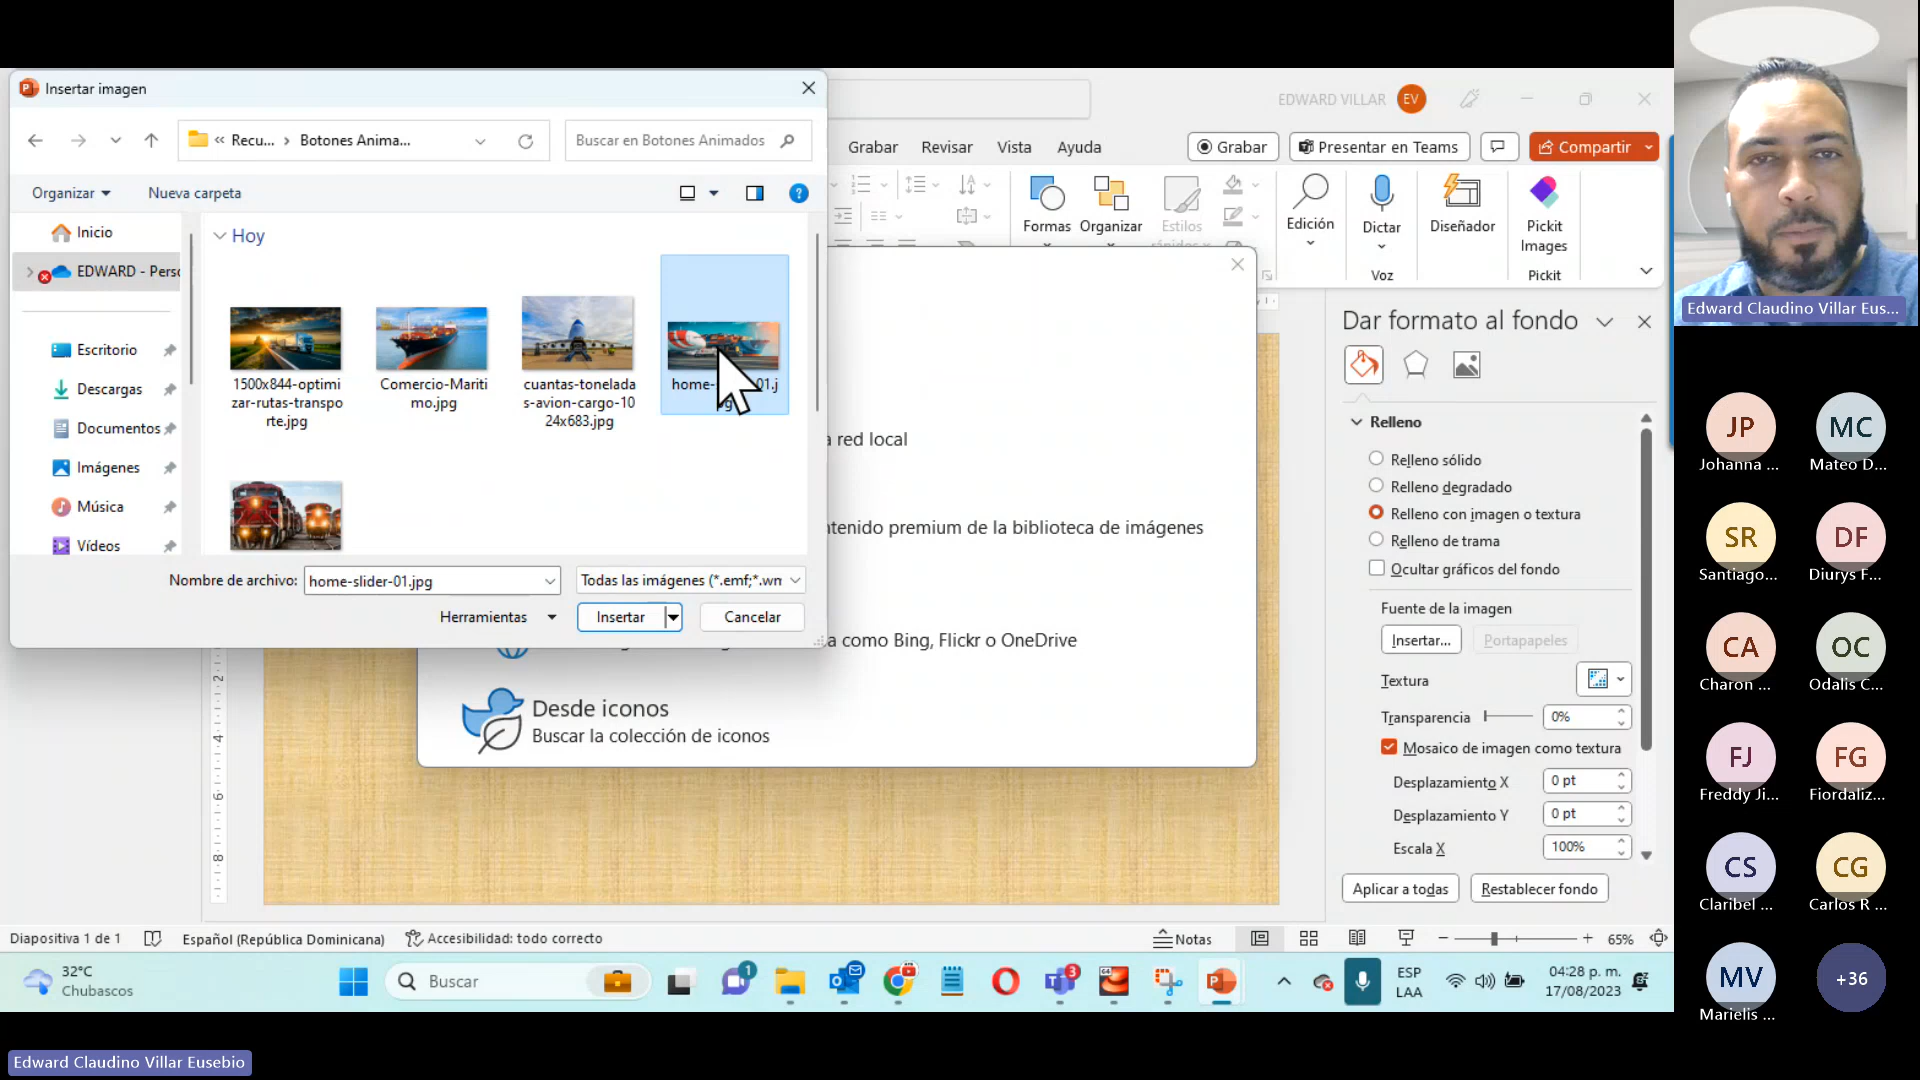 Insertar imagen
Recu...
Botones Anima...
Buscar en Botones Animados
Organizar
Nueva carpeta
Inicio
EDWARD - Perso
Escritorio
Descargas
Documentos
Imágenes
Música
Vídeos
Hoy
1500x844-optimi
zar-rutas-transpo
rte.jpg
Comercio-Mariti
mo.jpg
cuantas-tonelada
s-avion-cargo-10
24x683.jpg
Nombre de archivo:
home-slider-01.jpg
Todas las imágenes (*.emf;*.wm
Herramientas
Insertar
Cancelar
EDWARD VILLAR
EV
Grabar
Revisar
Vista
Ayuda
Grabar
Presentar en Teams
Compartir
Formas
Organizar
Estilos
rápidos
Edición
Dictar
Voz
Diseñador
Pickit
Images
Pickit
a red local
ntenido premium de la biblioteca de imágenes
a como Bing, Flickr o OneDrive
Desde iconos
Buscar la colección de iconos
Dar formato al fondo
Relleno
Relleno sólido
Relleno degradado
Relleno con imagen o textura
Relleno de trama
Ocultar gráficos del fondo
Fuente de la imagen
Insertar...
Portapapeles
Textura
Transparencia
0%
Mosaico de imagen como textura
Desplazamiento X
0 pt
Desplazamiento Y
0 pt
Escala X
100%
Aplicar a todas
Restablecer fondo
2
4
6
8
Diapositiva 1 de 1
Español (República Dominicana)
Accesibilidad: todo correcto
Notas
65%
32°C
Chubascos
Buscar
1
3
ESP
LAA
04:28 p. m.
17/08/2023
Edward Claudino Villar Eus...
JP
Johanna ...
MC
Mateo D...
SR
Santiago...
DF
Diurys F...
CA
Charon ...
OC
Odalis C...
FJ
Freddy Ji...
FG
Fiordaliz...
CS
Claribel ...
CG
Carlos R ...
MV
Marielis ...
+36
Edward Claudino Villar Eusebio